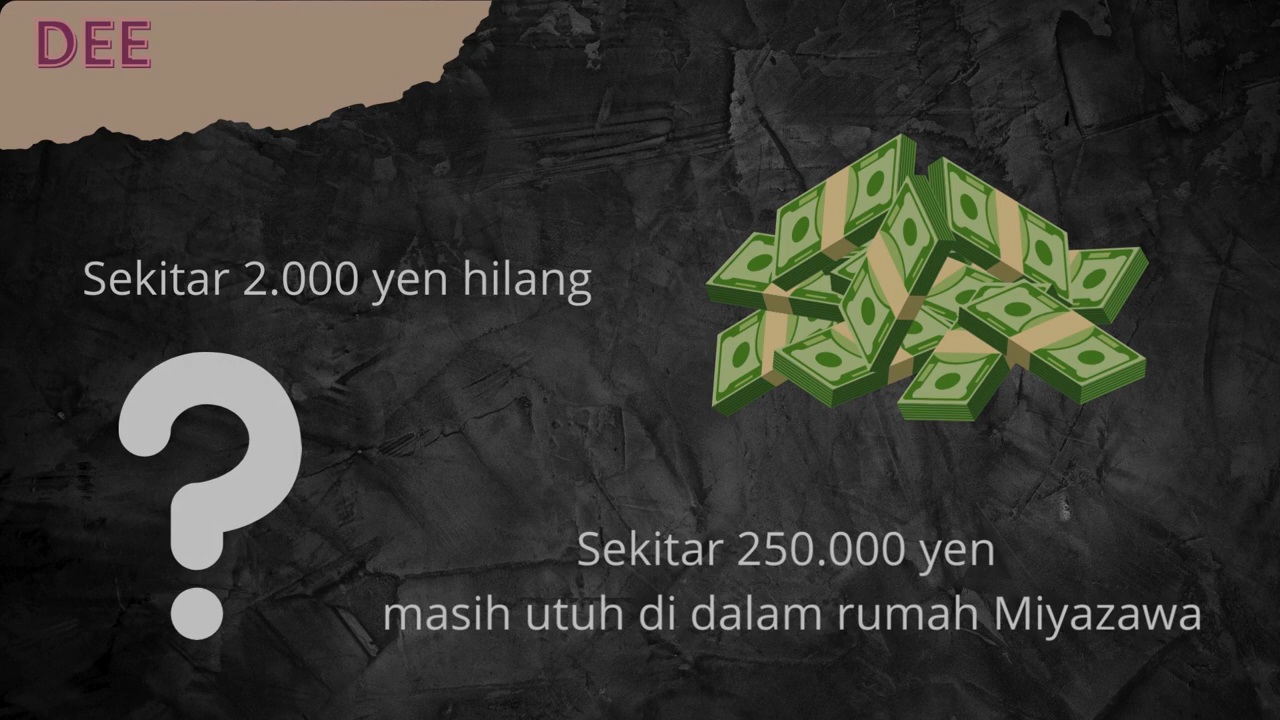 DEE
Sekitar 2.000 yen hilang
?
Sekitar 250.000 yen
masih utuh di dalam rumah Miyazawa